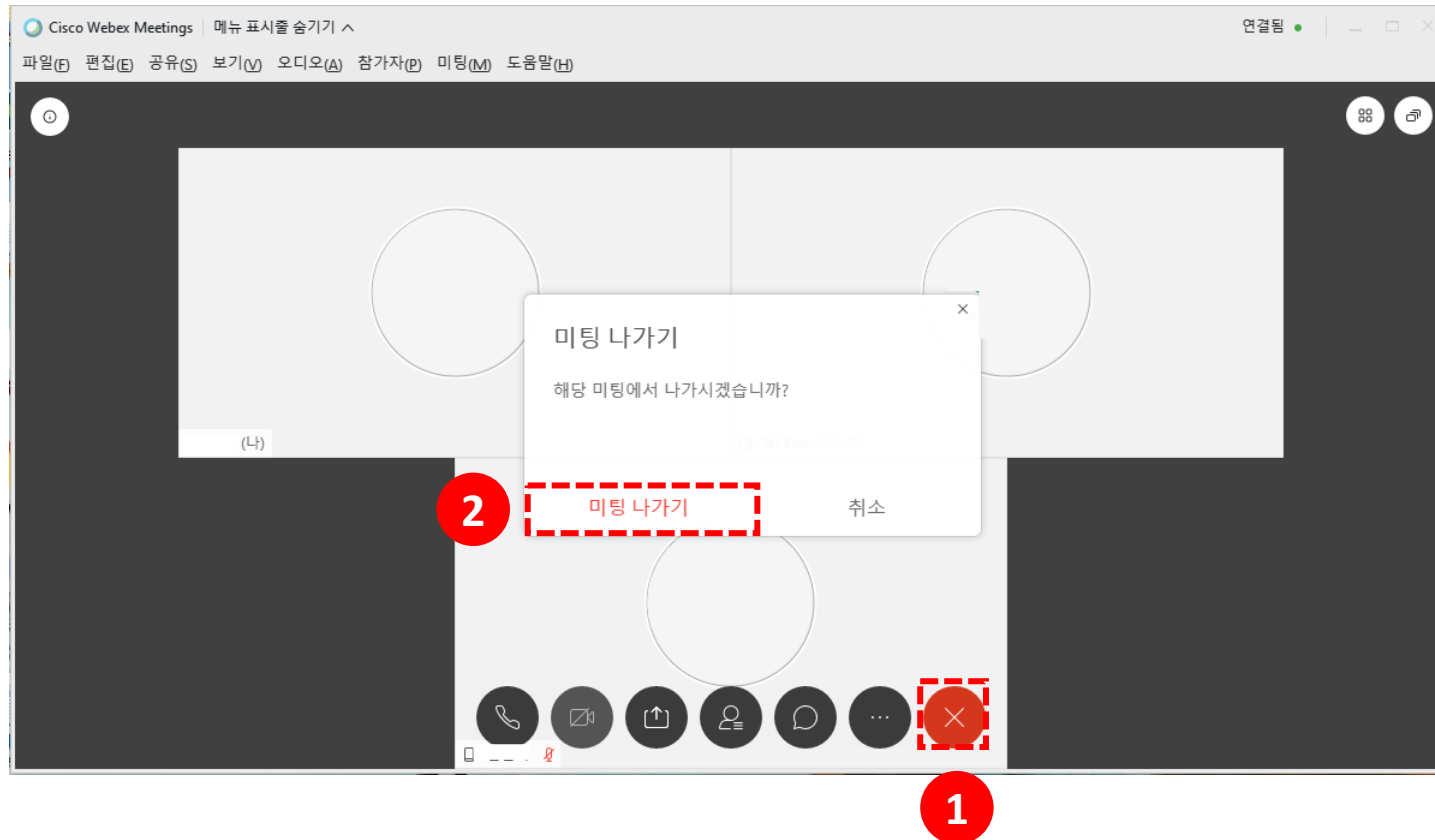 Cisco Webex Meetings 메뉴 표시줄 숨기기 연결됨
파일(F) 편집(E) 공유(S) 보기(V) 오디오(A) 참가자(P) 미팅(M) 도움말(H)
미팅 나가기
해당 미팅에서 나가시겠습니까?
(나)
2 미팅 나가기 취소
1